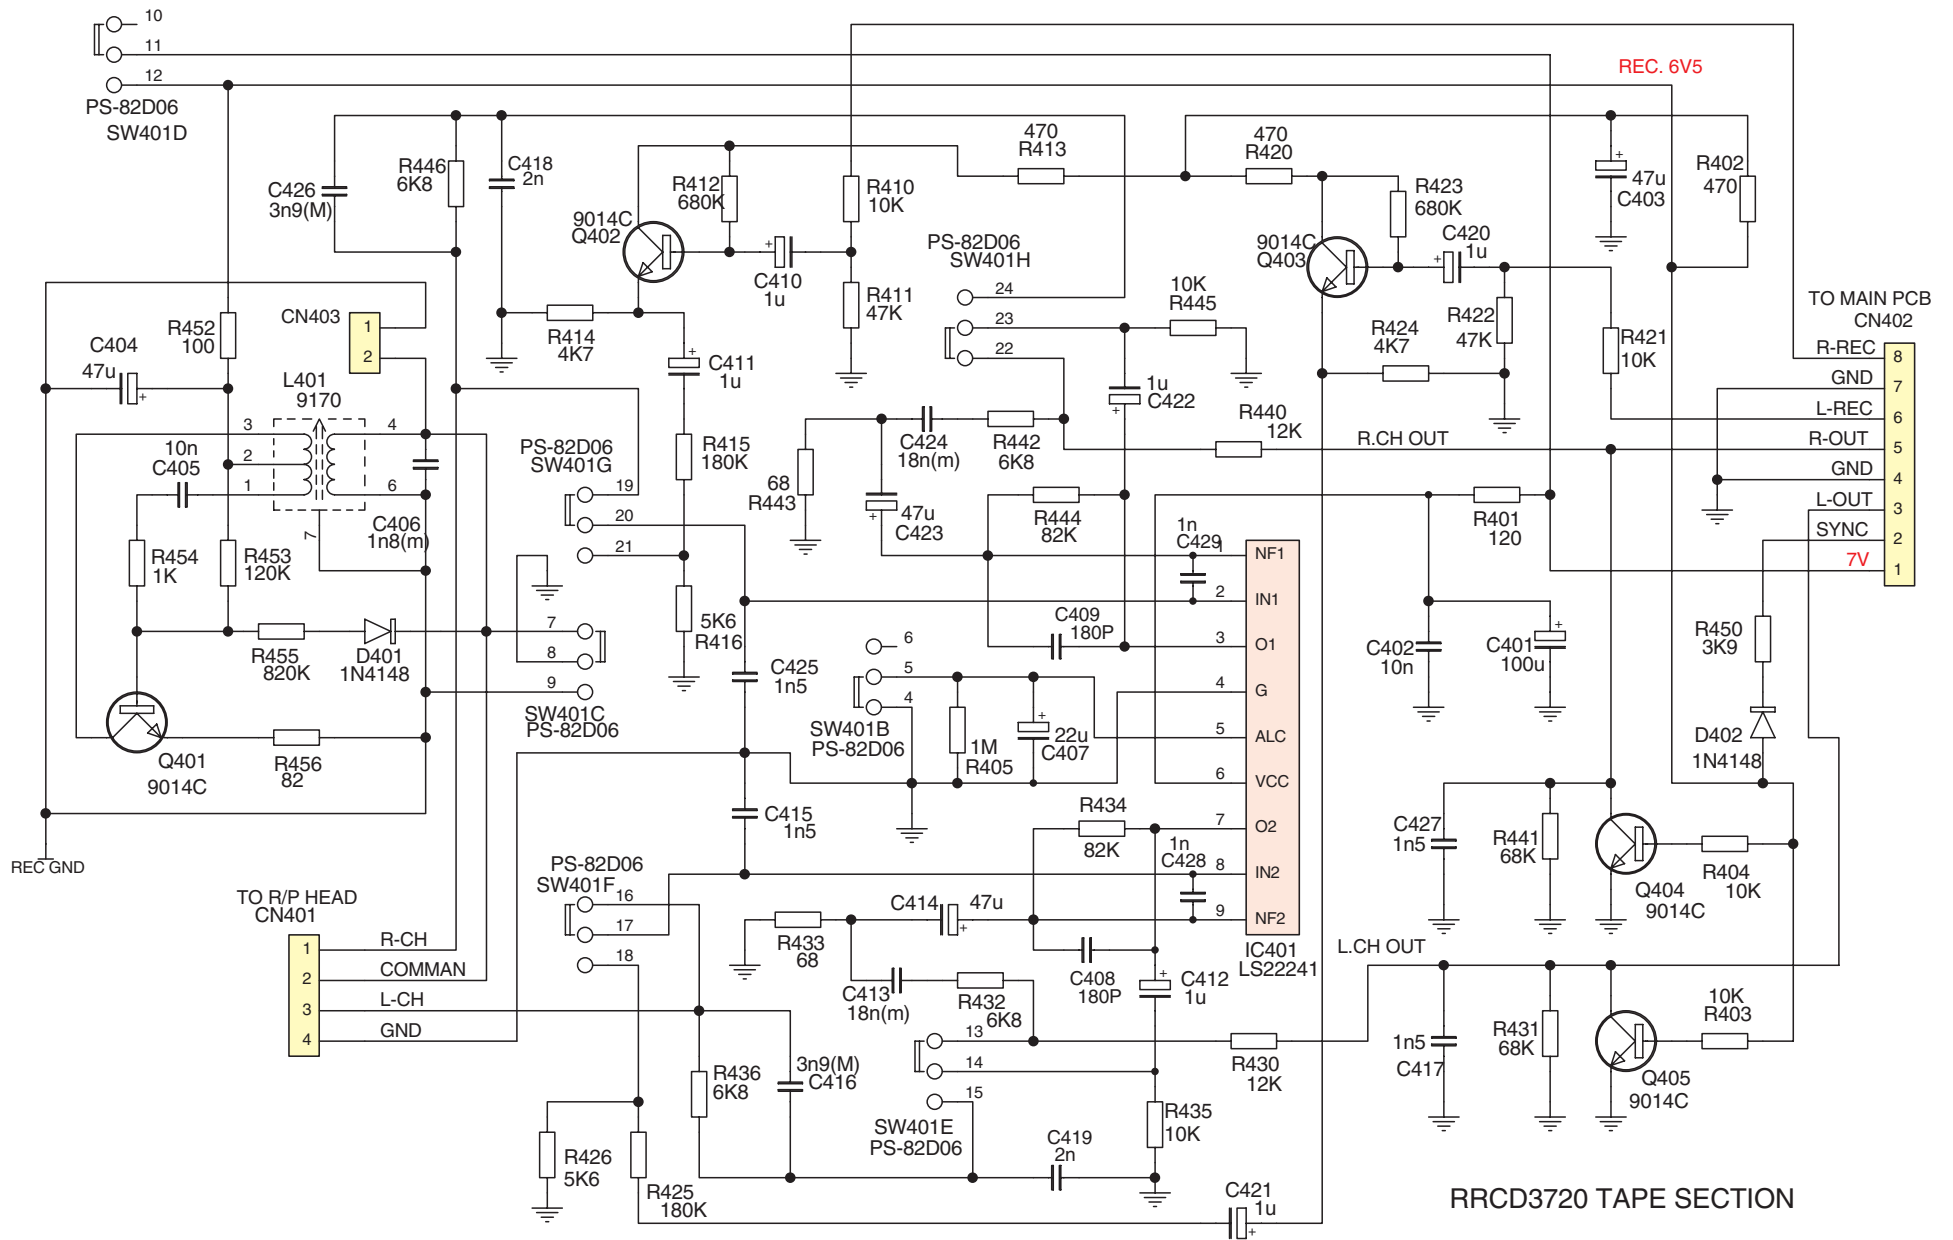 10
11
12
PS-82D06
SW401D
REC. 6V5
R446
6K8
C418
2n
C426
3n9(M)
R412
680K
9014C
Q402
C410
1u
R410
10K
R411
47K
470
R413
470
R420
PS-82D06
SW401H
24
23
22
10K
R445
9014C
Q403
R423
680K
C420
1u
47u
C403
R402
470
R422
47K
R424
4K7
R421
10K
TO MAIN PCB
CN402
R-REC
8
GND
7
L-REC
6
R-OUT
5
GND
4
L-OUT
3
SYNC
2
7V
1
CN403
1
2
R452
100
C404
47u
L401
9170
3
2
1
4
6
7
10n
C405
C406
1n8(m)
R454
1K
R453
120K
R455
820K
D401
1N4148
Q401
9014C
R456
82
REC GND
R414
4K7
C411
1u
R415
180K
PS-82D06
SW401G
19
20
21
7
8
9
SW401C
PS-82D06
5K6
R416
C425
1n5
C415
1n5
68
R443
C424
18n(m)
R442
6K8
47u
C423
R444
82K
1u
C422
R440
12K
R.CH OUT
1n
C429
C409
180P
6
5
4
SW401B
PS-82D06
1M
R405
22u
C407
1
NF1
2
IN1
3
O1
4
G
5
ALC
6
VCC
7
O2
8
IN2
9
NF2
IC401
LS22241
R401
120
C402
10n
C401
100u
R450
3K9
D402
1N4148
R434
82K
1n
C428
C427
1n5
R441
68K
Q404
9014C
R404
10K
TO R/P HEAD
CN401
1
R-CH
2
COMMAN
3
L-CH
4
GND
PS-82D06
SW401F
16
17
18
R433
68
C414
47u
C413
18n(m)
R432
6K8
C408
180P
C412
1u
L.CH OUT
R430
12K
1n5
C417
R431
68K
Q405
9014C
10K
R403
13
14
15
SW401E
PS-82D06
R436
6K8
3n9(M)
C416
R435
10K
C419
2n
R426
5K6
R425
180K
C421
1u
RRCD3720 TAPE SECTION